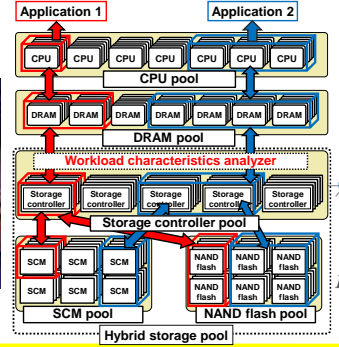 Application 1 Application 2
CPU CPU CPU CPU CPU CPU CPU
CPU pool
DRAM DRAM DRAM DRAM DRAM DRAM DRAM
DRAM pool
Workload characteristics analyzer
Storage Storage Storage Storage Storage
controller controller controller controller controller
Storage controller pool
SCM SCM SCM NAND NAND NAND
flash flash flash
SCM SCM SCM NAND NAND NAND
flash flash flash
SCM pool NAND flash pool
Hybrid storage pool